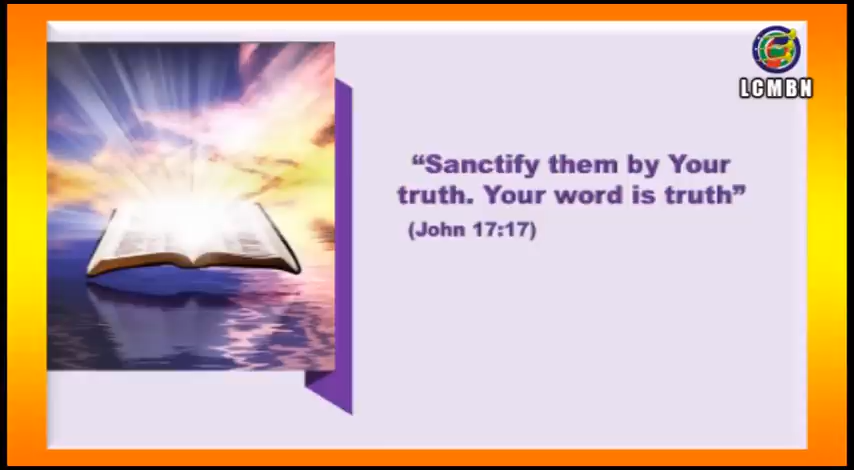 LCMBN
“Sanctify them by Your
truth. Your word is truth”
(John 17:17)